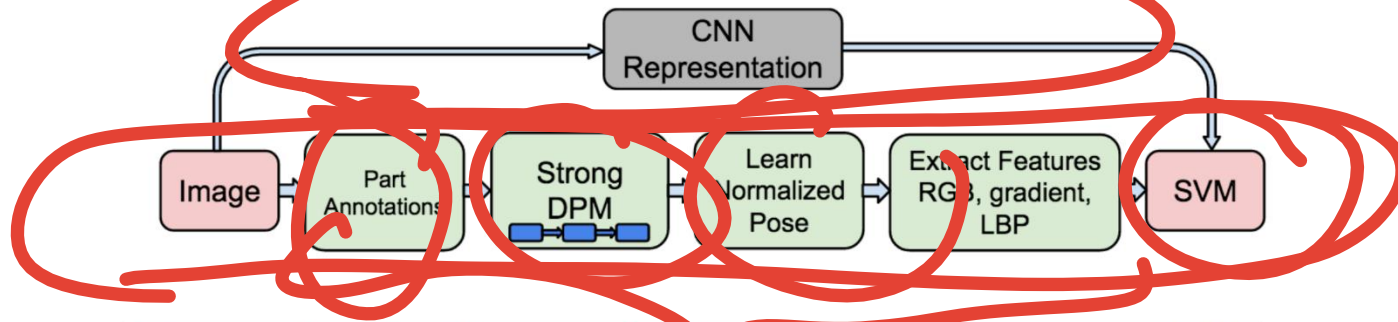 CNN
Representation
Image
Part
Annotations
Strong
DPM
Learn
Normalized
Pose
Extract Features
RGB, gradient,
LBP
SVM